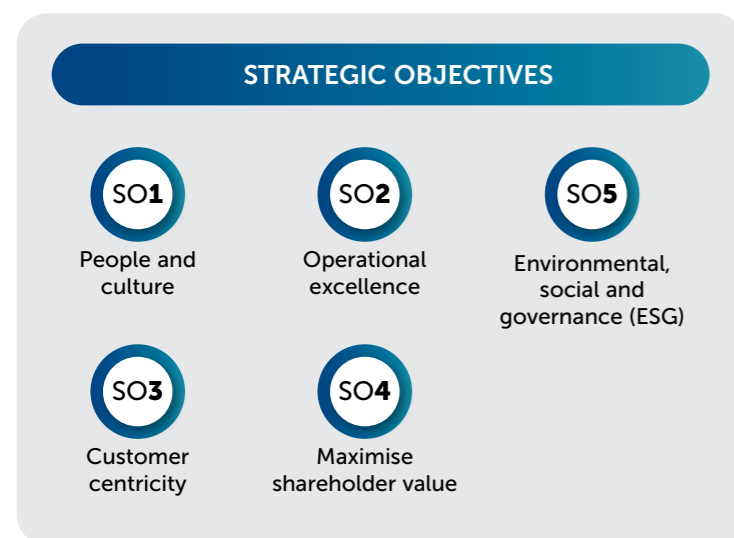 STRATEGIC OBJECTIVES
SO1
People and
culture
SO2
Operational
excellence
SO5
Environmental,
social and
governance (ESG)
SO3
Customer
centricity
SO4
Maximise
shareholder value